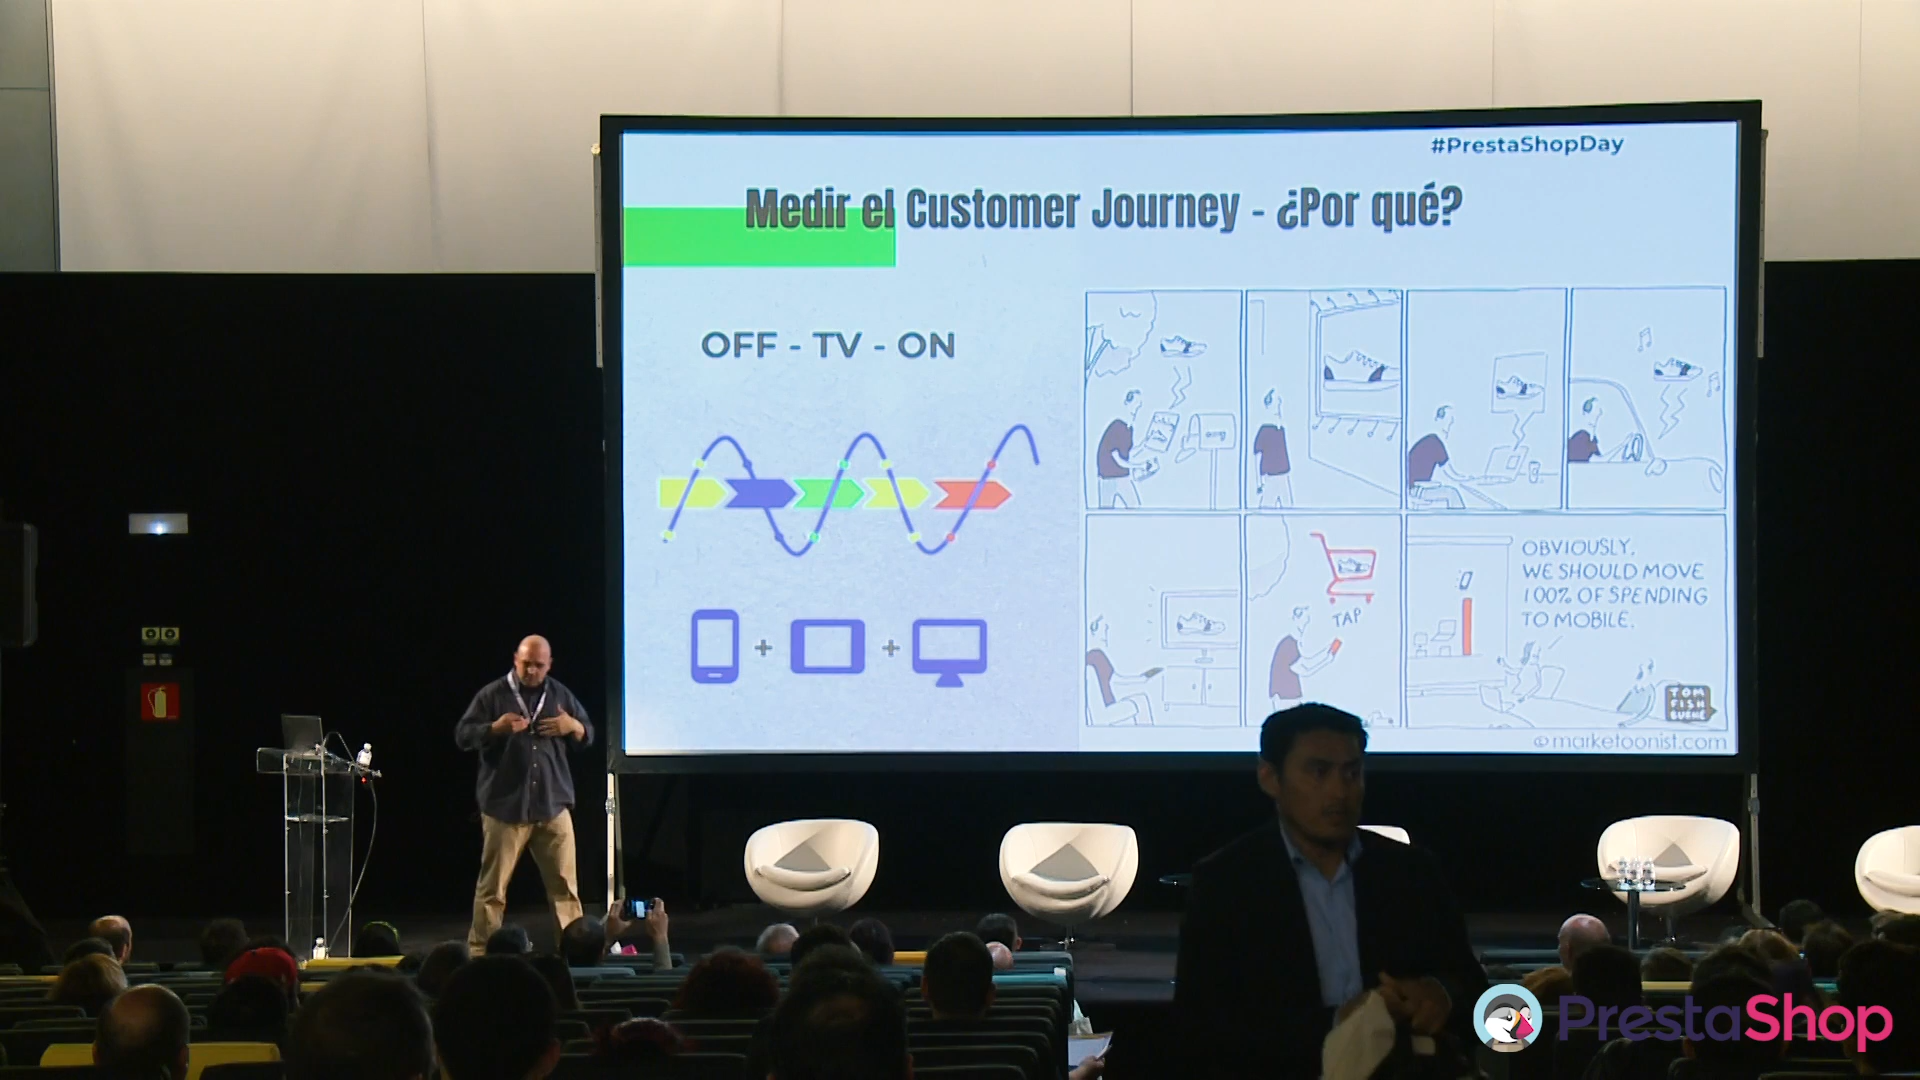 #PrestaShopDay
Medir el Customer Journey - ¿Por qué?
OFF - TV - ON
OBVIOUSLY,
WE SHOULD MOVE
100% OF SPENDING
TO MOBILE.
TAP
TOM
FISH
BURNE
©marketoonist.com
PrestaShop